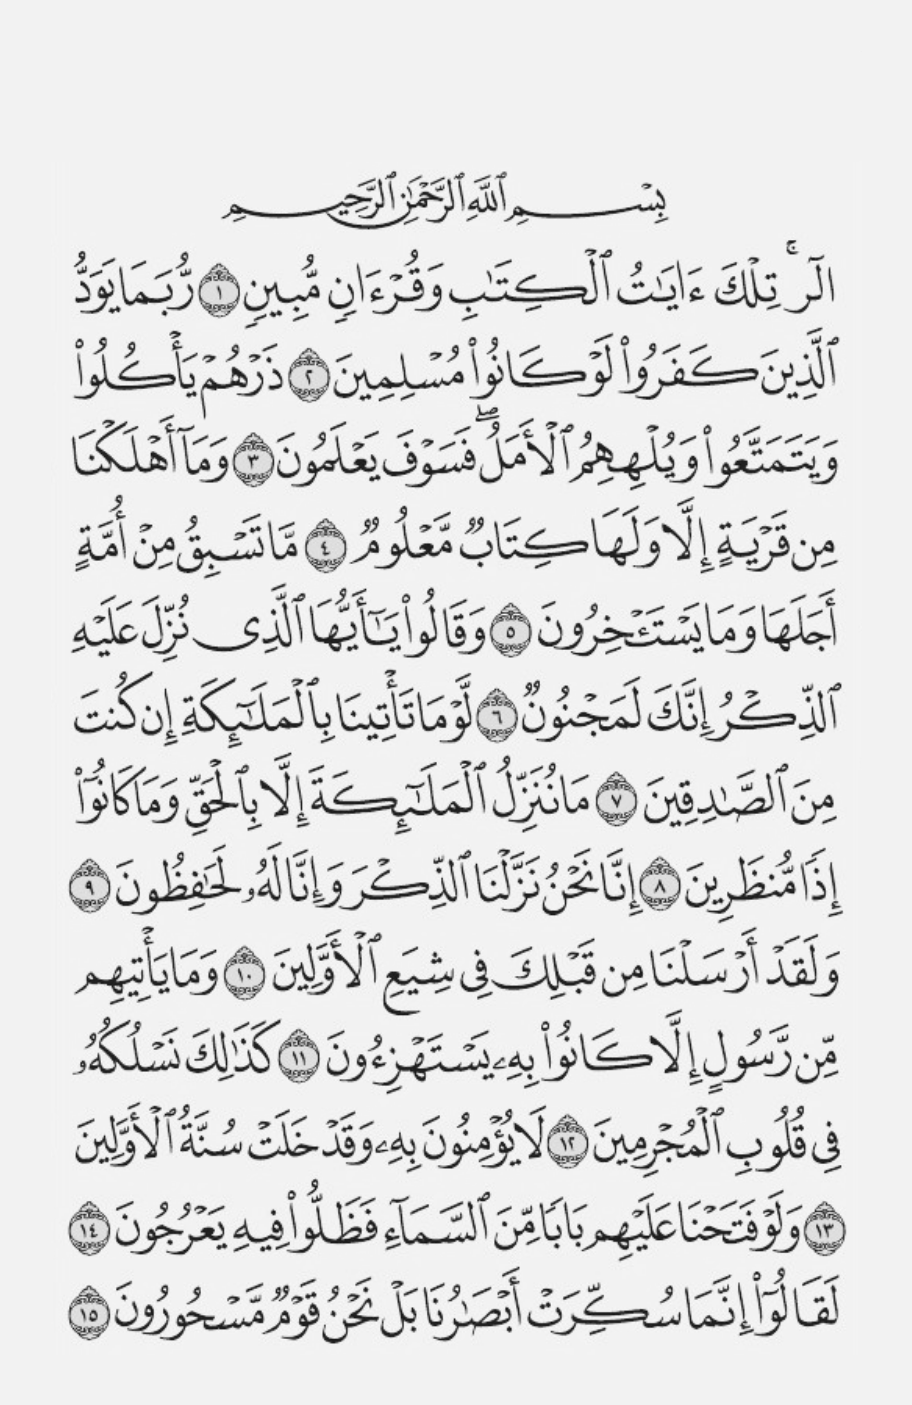 بِسْمِ ٱللَّهِ ٱلرَّحْمَٰنِ ٱلرَّحِيمِ
الٓرۚ تِلْكَ ءَايَٰتُ ٱلْكِتَٰبِ وَقُرْءَانٖ مُّبِينٖ ١ رُّبَمَا يَوَدُّ
ٱلَّذِينَ كَفَرُواْ لَوْ كَانُواْ مُسْلِمِينَ ٢ ذَرْهُمْ يَأْكُلُواْ
وَيَتَمَتَّعُواْ وَيُلْهِهِمُ ٱلْأَمَلُۖ فَسَوْفَ يَعْلَمُونَ ٣ وَمَآ أَهْلَكْنَا
مِن قَرْيَةٍ إِلَّا وَلَهَا كِتَابٞ مَّعْلُومٞ ٤ مَّا تَسْبِقُ مِنْ أُمَّةٍ
أَجَلَهَا وَمَا يَسْتَـْٔخِرُونَ ٥ وَقَالُواْ يَٰٓأَيُّهَا ٱلَّذِي نُزِّلَ عَلَيْهِ
ٱلذِّكْرُ إِنَّكَ لَمَجْنُونٞ ٦ لَّوْ مَا تَأْتِينَا بِٱلْمَلَٰٓئِكَةِ إِن كُنتَ
مِنَ ٱلصَّٰدِقِينَ ٧ مَا نُنَزِّلُ ٱلْمَلَٰٓئِكَةَ إِلَّا بِٱلْحَقِّ وَمَا كَانُوٓاْ
إِذٗا مُّنظَرِينَ ٨ إِنَّا نَحْنُ نَزَّلْنَا ٱلذِّكْرَ وَإِنَّا لَهُۥ لَحَٰفِظُونَ ٩
وَلَقَدْ أَرْسَلْنَا مِن قَبْلِكَ فِي شِيَعِ ٱلْأَوَّلِينَ ١٠ وَمَا يَأْتِيهِم
مِّن رَّسُولٍ إِلَّا كَانُواْ بِهِۦ يَسْتَهْزِءُونَ ١١ كَذَٰلِكَ نَسْلُكُهُۥ
فِي قُلُوبِ ٱلْمُجْرِمِينَ ١٢ لَا يُؤْمِنُونَ بِهِۦ وَقَدْ خَلَتْ سُنَّةُ ٱلْأَوَّلِينَ
١٣ وَلَوْ فَتَحْنَا عَلَيْهِم بَابٗا مِّنَ ٱلسَّمَآءِ فَظَلُّواْ فِيهِ يَعْرُجُونَ ١٤
لَقَالُوٓاْ إِنَّمَا سُكِّرَتْ أَبْصَٰرُنَا بَلْ نَحْنُ قَوْمٞ مَّسْحُورُونَ ١٥